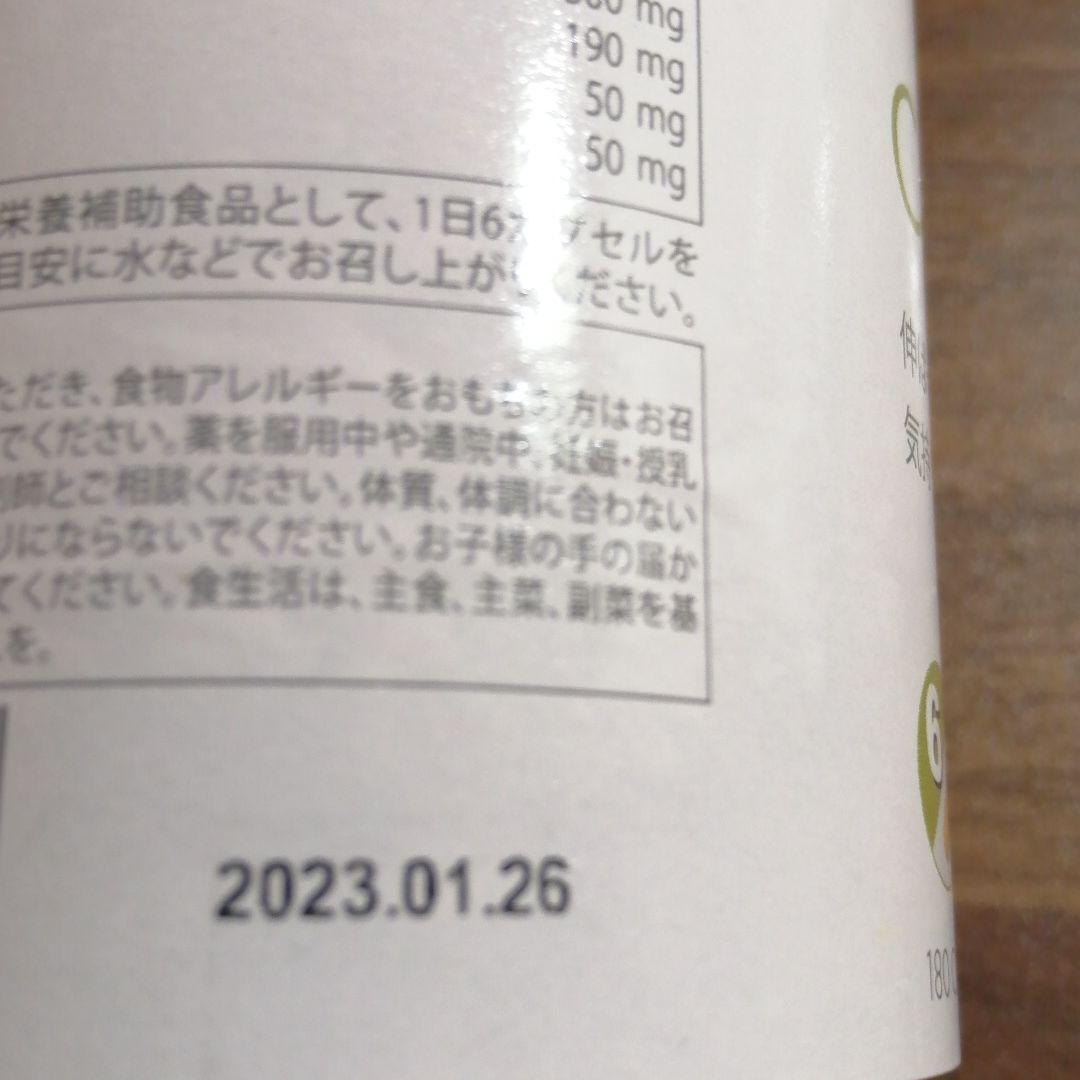 190 mg
50 mg
50 mg
栄養補助食品として、1日6カプセルを
目安に水などでお召し上がりください。
ただき、食物アレルギーをおもちの方はお召
でください。薬を服用中や通院中、妊娠・授乳
剤師とご相談ください。体質、体調に合わない
りにならないでください。お子様の手の届か
てください。食生活は、主食、主菜、副菜を基
を。
2023.01.26
伸
気
180